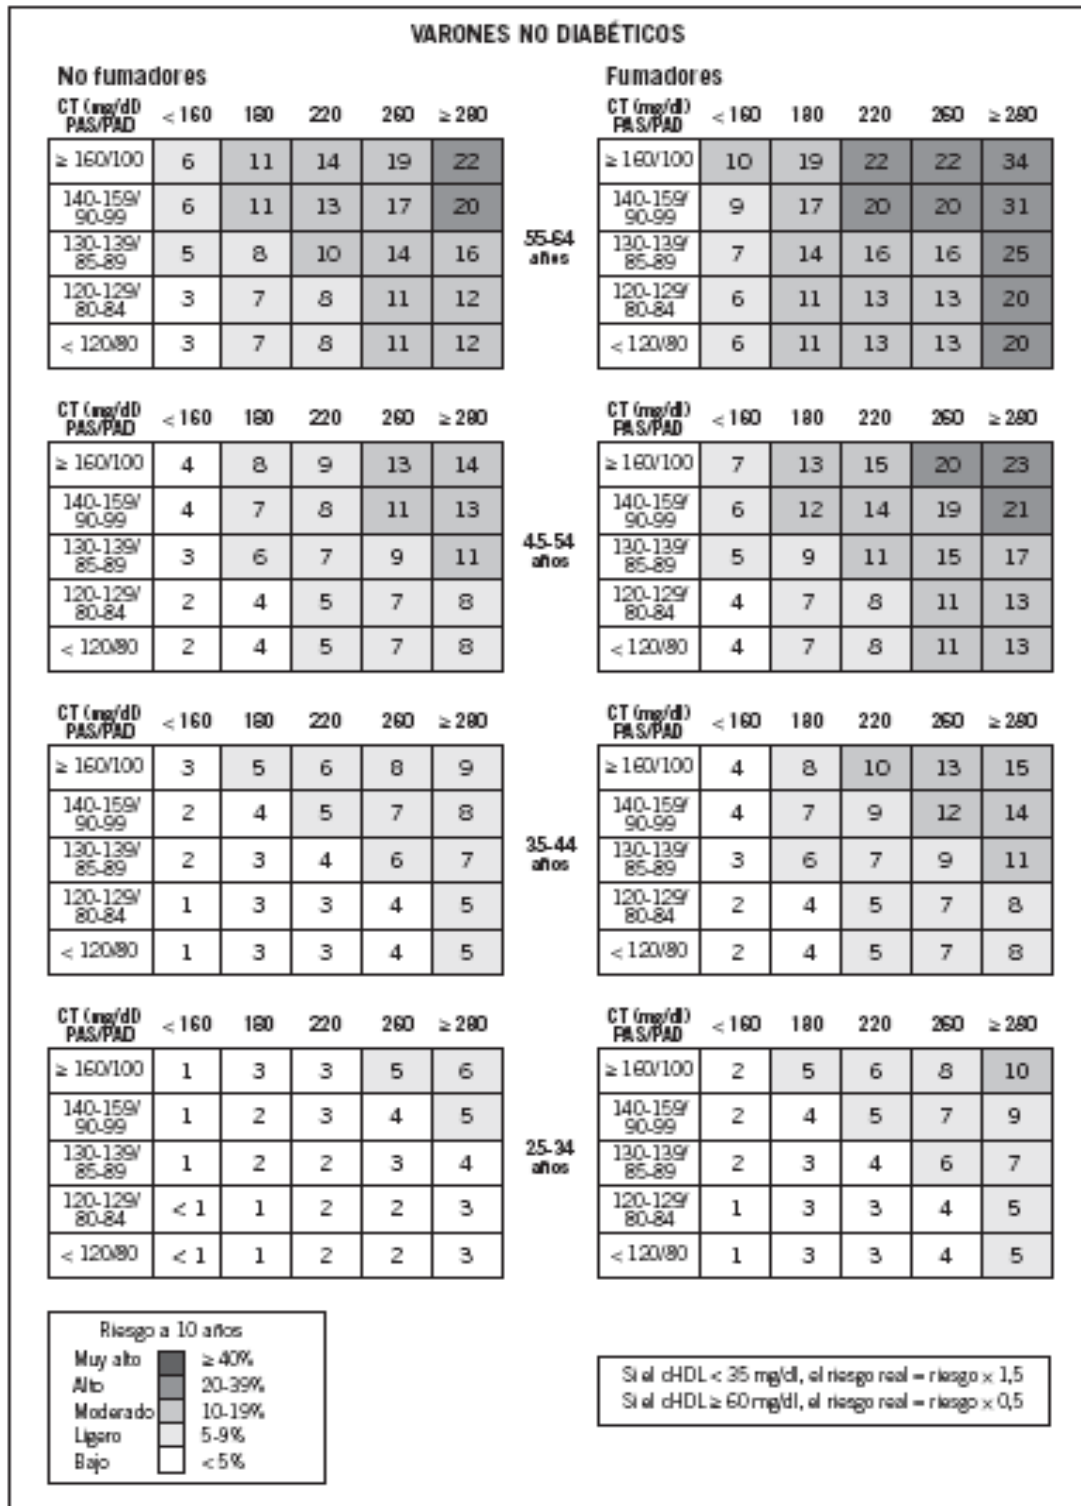 VARONES NO DIABÉTICOS
No fumadores
CT (mg/dl) PAS/PAD < 160 180 220 260 ≥ 280
≥ 160/100 6 11 14 19 22
140-159/90-99 6 11 13 17 20
130-139/85-89 5 8 10 14 16
120-129/80-84 3 7 8 11 12
< 120/80 3 7 8 11 12
Fumadores
CT (mg/dl) PAS/PAD < 160 180 220 260 ≥ 280
≥ 160/100 10 19 22 22 34
140-159/90-99 9 17 20 20 31
130-139/85-89 7 14 16 16 25
120-129/80-84 6 11 13 13 20
< 120/80 6 11 13 13 20
55-64 años
CT (mg/dl) PAS/PAD < 160 180 220 260 ≥ 280
≥ 160/100 4 8 9 13 14
140-159/90-99 4 7 8 11 13
130-139/85-89 3 6 7 9 11
120-129/80-84 2 4 5 7 8
< 120/80 2 4 5 7 8
45-54 años
CT (mg/dl) PAS/PAD < 160 180 220 260 ≥ 280
≥ 160/100 7 13 15 20 23
140-159/90-99 6 12 14 19 21
130-139/85-89 5 9 11 15 17
120-129/80-84 4 7 8 11 13
< 120/80 4 7 8 11 13
CT (mg/dl) PAS/PAD < 160 180 220 260 ≥ 280
≥ 160/100 3 5 6 8 9
140-159/90-99 2 4 5 7 8
130-139/85-89 2 3 4 6 7
120-129/80-84 1 3 3 4 5
< 120/80 1 3 3 4 5
35-44 años
CT (mg/dl) PAS/PAD < 160 180 220 260 ≥ 280
≥ 160/100 4 8 10 13 15
140-159/90-99 4 7 9 12 14
130-139/85-89 3 6 7 9 11
120-129/80-84 2 4 5 7 8
< 120/80 2 4 5 7 8
CT (mg/dl) PAS/PAD < 160 180 220 260 ≥ 280
≥ 160/100 1 3 3 5 6
140-159/90-99 1 2 3 4 5
130-139/85-89 1 2 2 3 4
120-129/80-84 < 1 1 2 2 3
< 120/80 < 1 1 2 2 3
25-34 años
CT (mg/dl) PAS/PAD < 160 180 220 260 ≥ 280
≥ 160/100 2 5 6 8 10
140-159/90-99 2 4 5 7 9
130-139/85-89 2 3 4 6 7
120-129/80-84 1 3 3 4 5
< 120/80 1 3 3 4 5
Riesgo a 10 años
Muy alto ≥ 40%
Alto 20-39%
Moderado 10-19%
Ligero 5-9%
Bajo < 5%
Si el cHDL < 35 mg/dl, el riesgo real = riesgo × 1,5
Si el cHDL ≥ 60 mg/dl, el riesgo real = riesgo × 0,5